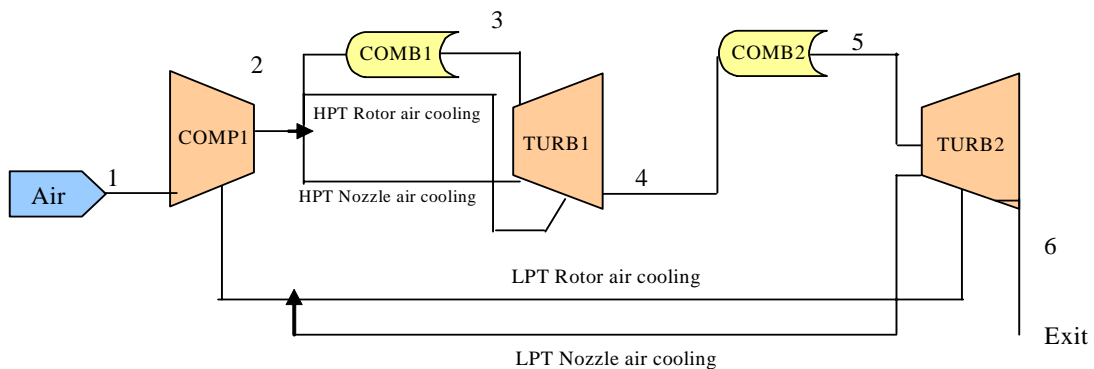 3
COMB1
COMB2
5
2
HPT Rotor air cooling
COMP1
TURB1
TURB2
1
4
Air
HPT Nozzle air cooling
6
LPT Rotor air cooling
Exit
LPT Nozzle air cooling